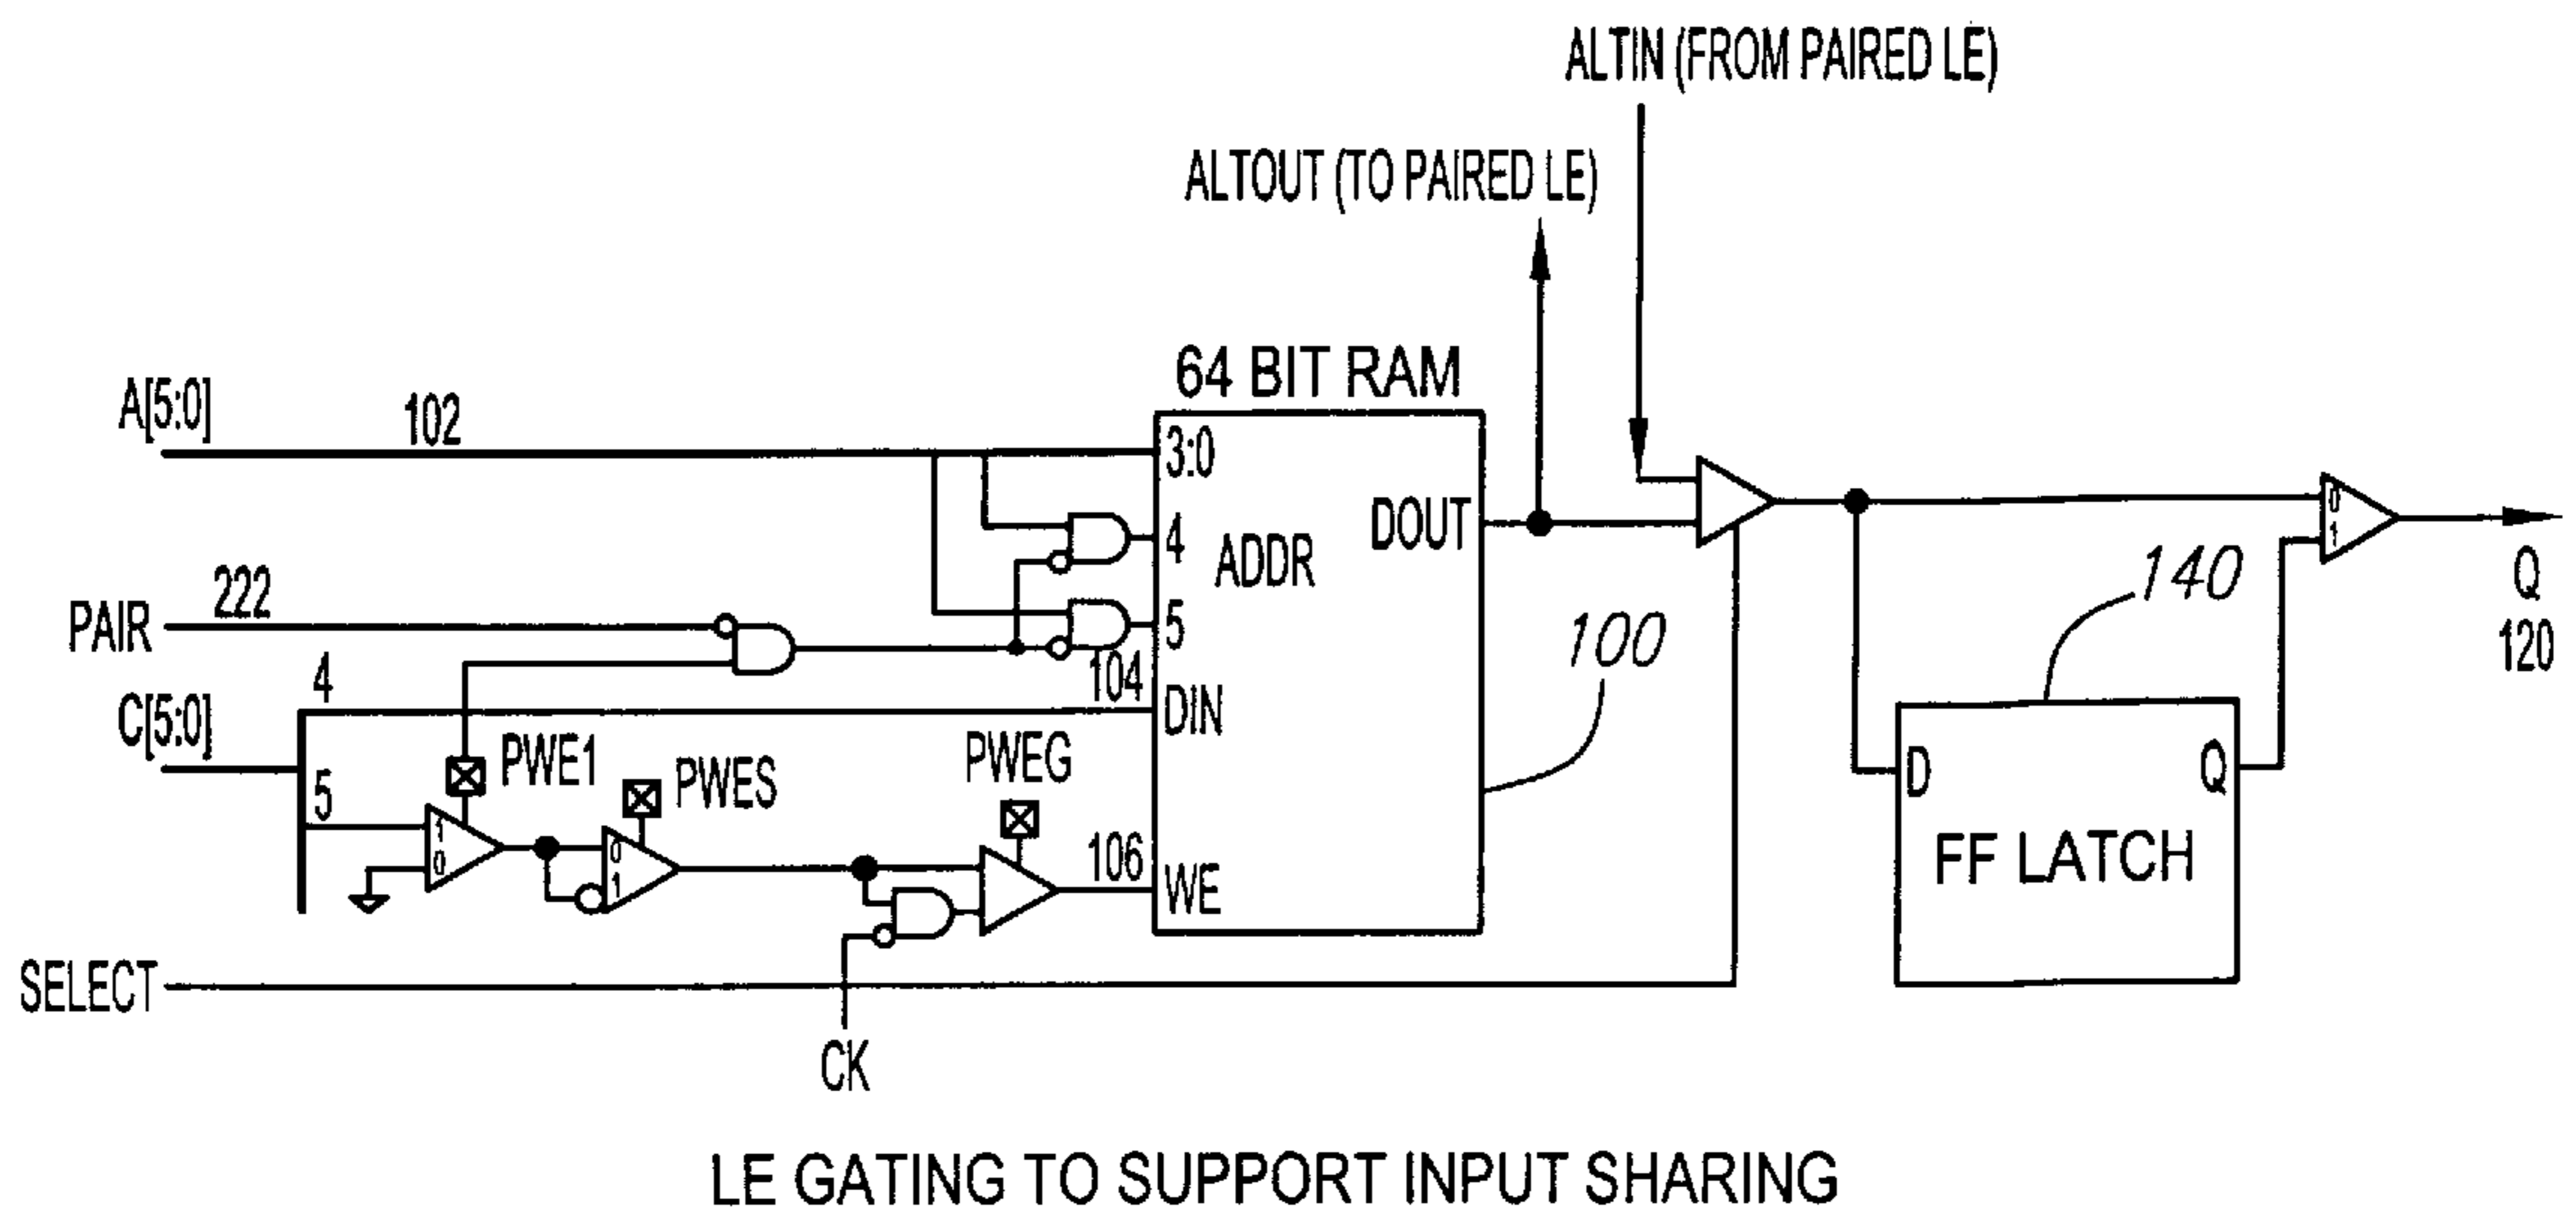 ALTIN (FROM PAIRED LE)
ALTOUT (TO PAIRED LE)
64 BIT RAM
A[5:0]
102
3:0
4
5
ADDR
DOUT
PAIR
222
104
DIN
C[5:0]
4
5
PWE1
PWES
PWEG
1
0
0
1
106
WE
100
0
1
Q
120
140
D
Q
FF LATCH
SELECT
CK
LE GATING TO SUPPORT INPUT SHARING